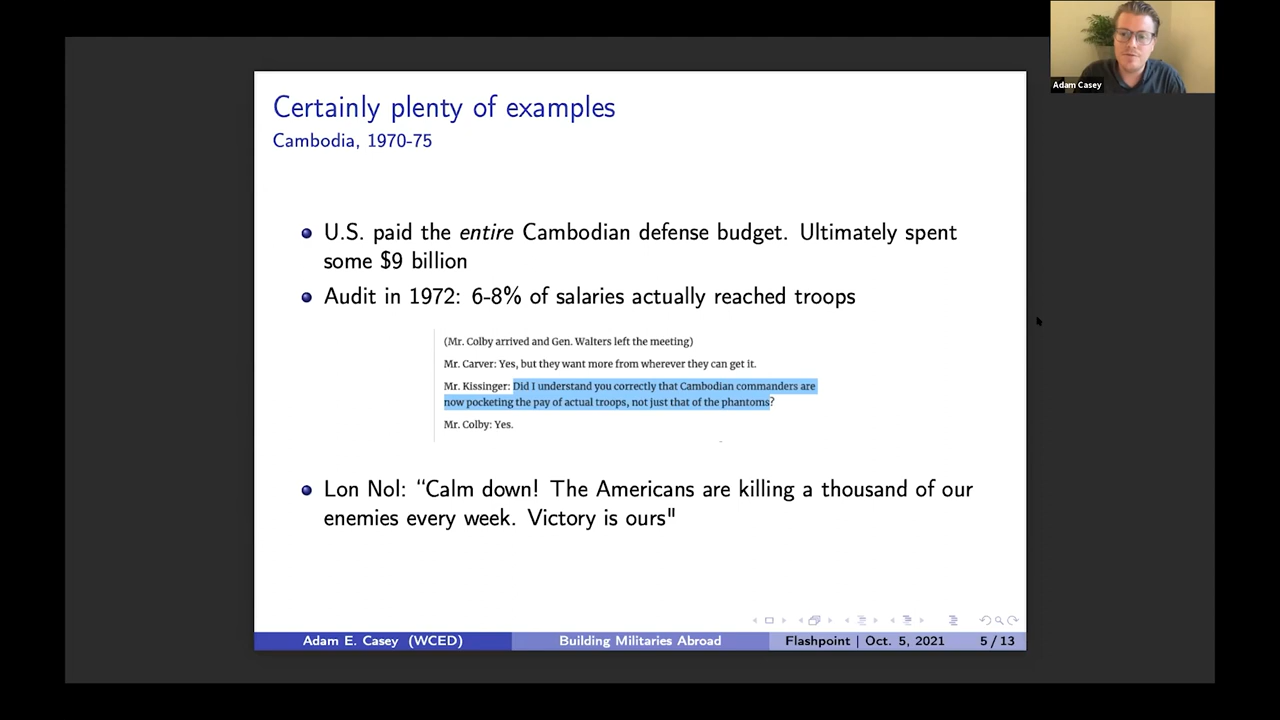 Adam Casey
Certainly plenty of examples
Cambodia, 1970-75
U.S. paid the entire Cambodian defense budget. Ultimately spent
some $9 billion
Audit in 1972: 6-8% of salaries actually reached troops
(Mr. Colby arrived and Gen. Walters left the meeting)
Mr. Carver: Yes, but they want more from wherever they can get it.
Mr. Kissinger: Did I understand you correctly that Cambodian commanders are
now pocketing the pay of actual troops, not just that of the phantoms?
Mr. Colby: Yes.
Lon Nol: “Calm down! The Americans are killing a thousand of our
enemies every week. Victory is ours"
Adam E. Casey (WCED) Building Militaries Abroad Flashpoint | Oct. 5, 2021 5 / 13